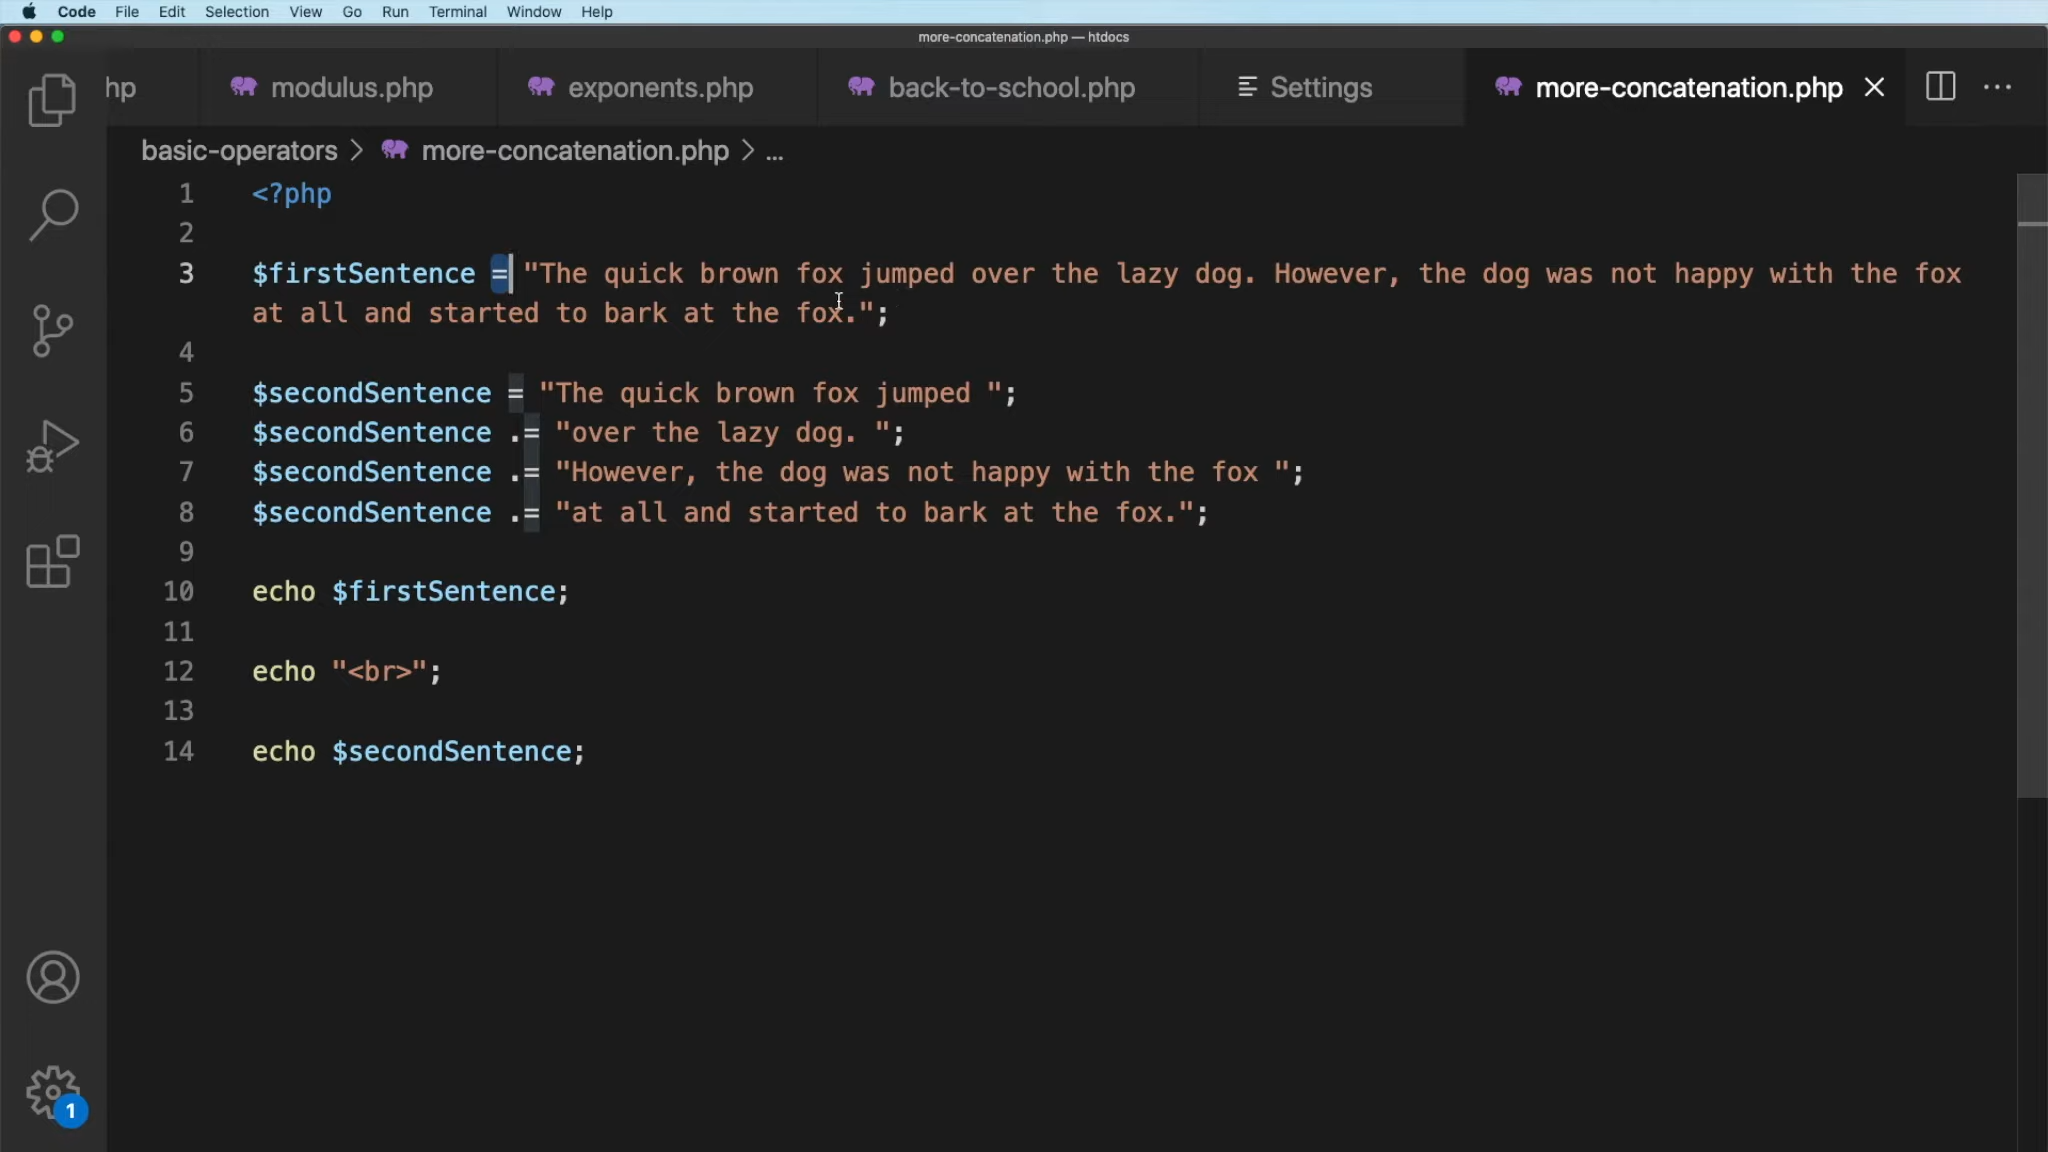 Code File Edit Selection View Go Run Terminal Window Help
more-concatenation.php — htdocs
hp modulus.php exponents.php back-to-school.php Settings more-concatenation.php
basic-operators > more-concatenation.php > ...
1 <?php
2
3 $firstSentence = "The quick brown fox jumped over the lazy dog. However, the dog was not happy with the fox
at all and started to bark at the fox.";
4
5 $secondSentence = "The quick brown fox jumped ";
6 $secondSentence .= "over the lazy dog. ";
7 $secondSentence .= "However, the dog was not happy with the fox ";
8 $secondSentence .= "at all and started to bark at the fox.";
9
10 echo $firstSentence;
11
12 echo "<br>";
13
14 echo $secondSentence;
1